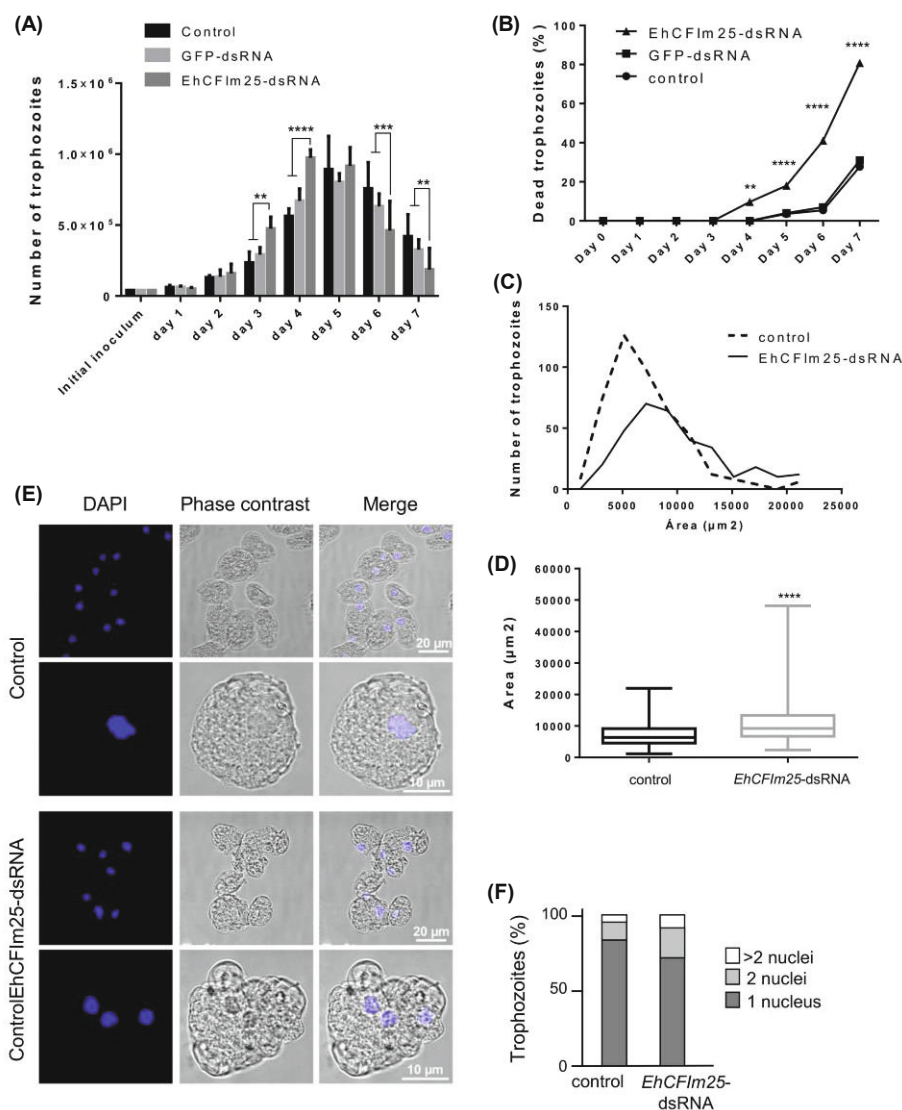 (A)
Control
GFP-dsRNA
EhCFIm25-dsRNA
Number of trophozoites
1.5×10⁶
1.0×10⁶
5.0×10⁵
0
**
****
***
**
Initial inoculum
day 1
day 2
day 3
day 4
day 5
day 6
day 7
(B)
EhCFIm25-dsRNA
GFP-dsRNA
control
Dead trophozoites (%)
100
80
60
40
20
0
**
****
****
****
Day 0
Day 1
Day 2
Day 3
Day 4
Day 5
Day 6
Day 7
(C)
control
EhCFIm25-dsRNA
Number of trophozoites
150
100
50
0
0
5000
10000
15000
20000
25000
Área (μm2)
(D)
Area (μm2)
60000
50000
40000
30000
20000
10000
0
****
control
EhCFIm25-dsRNA
(E)
DAPI
Phase contrast
Merge
Control
20 μm
10 μm
ControlEhCFIm25-dsRNA
20 μm
10 μm
(F)
Trophozoites (%)
100
50
0
>2 nuclei
2 nuclei
1 nucleus
control
EhCFIm25-
dsRNA